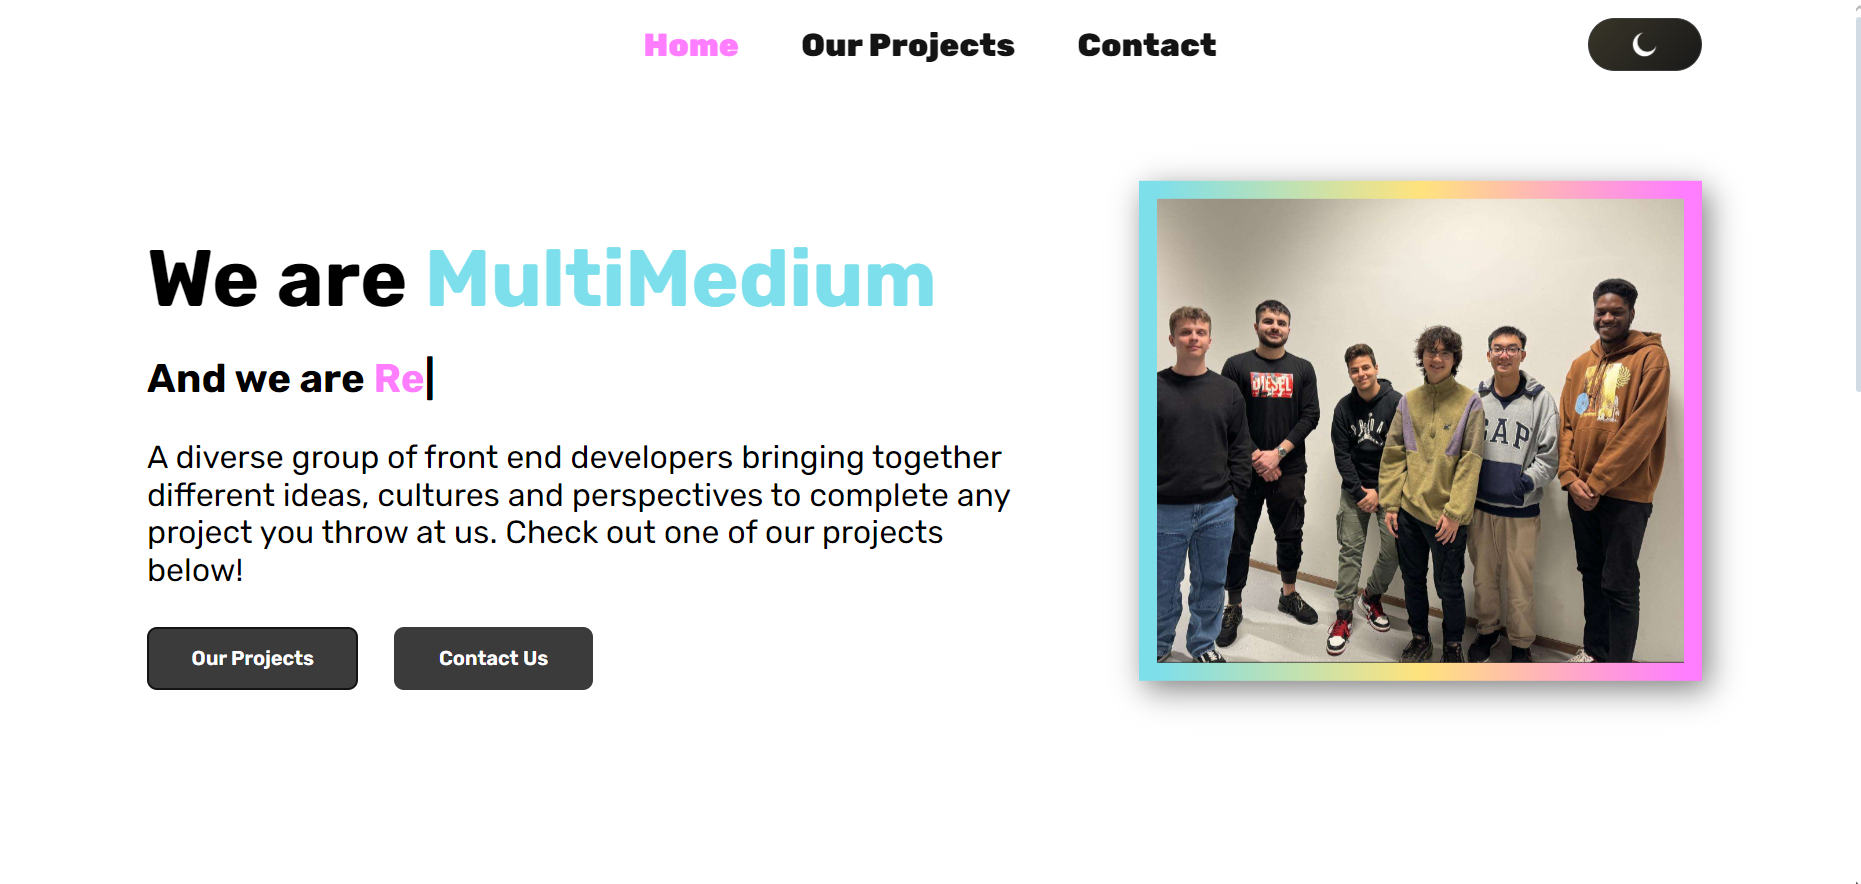 Home Our Projects Contact
We are MultiMedium
And we are Re
A diverse group of front end developers bringing together
different ideas, cultures and perspectives to complete any
project you throw at us. Check out one of our projects
below!
Our Projects Contact Us
DIESEL
GAP